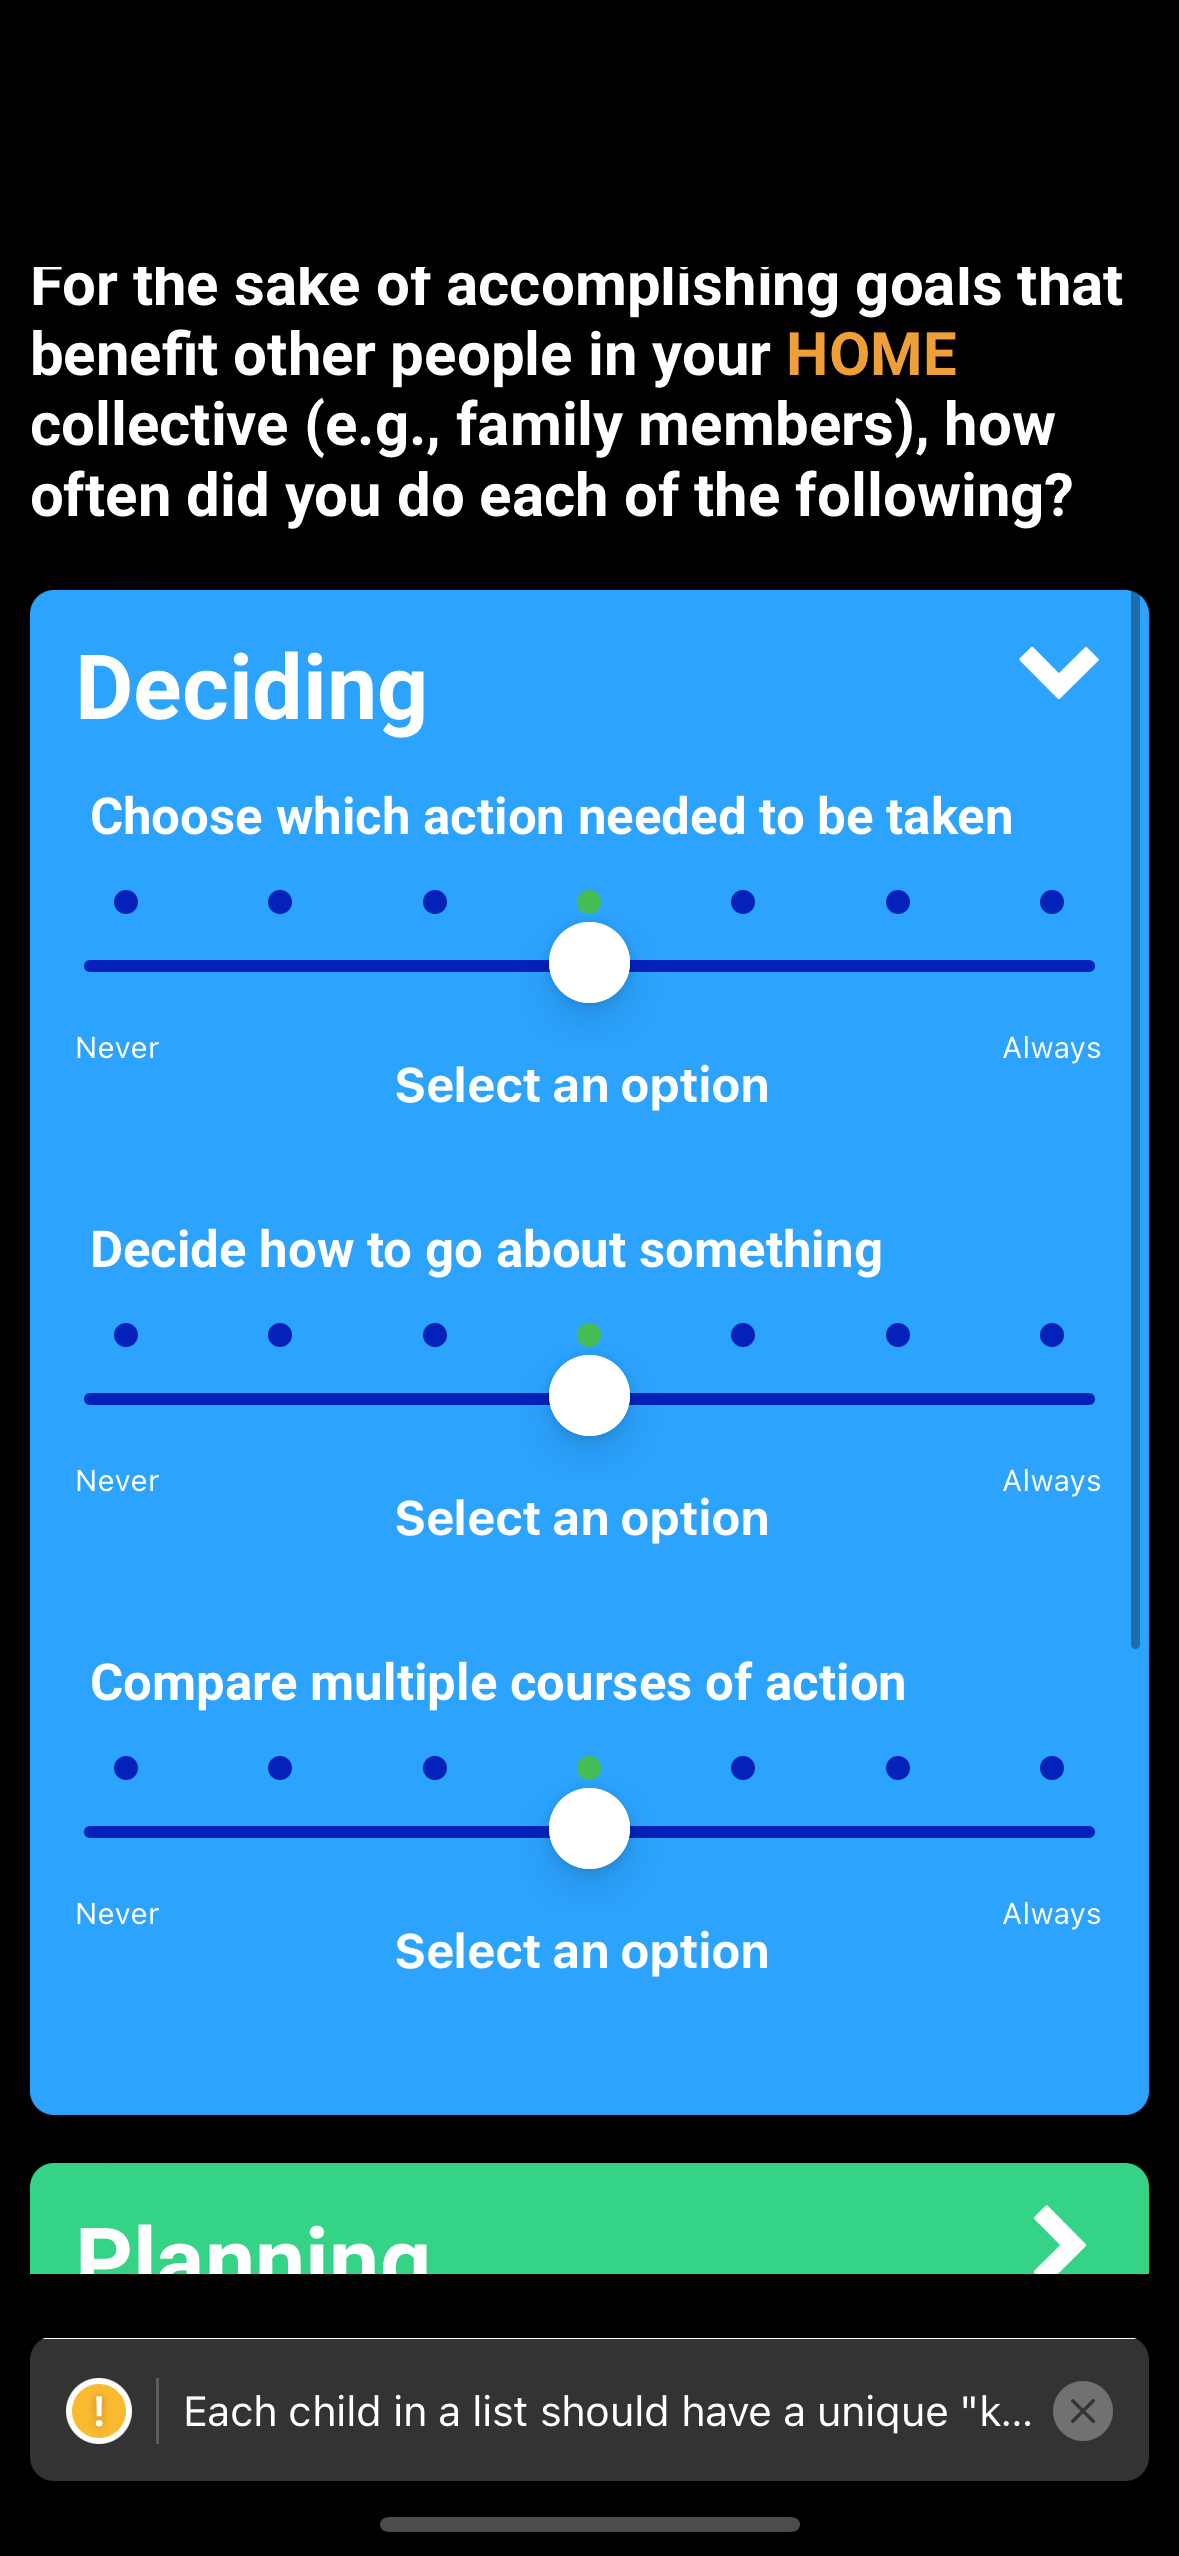 For the sake of accomplishing goals that
benefit other people in your HOME
collective (e.g., family members), how
often did you do each of the following?
Deciding
Choose which action needed to be taken
Never
Always
Select an option
Decide how to go about something
Never
Always
Select an option
Compare multiple courses of action
Never
Always
Select an option
Planning
Each child in a list should have a unique "k...